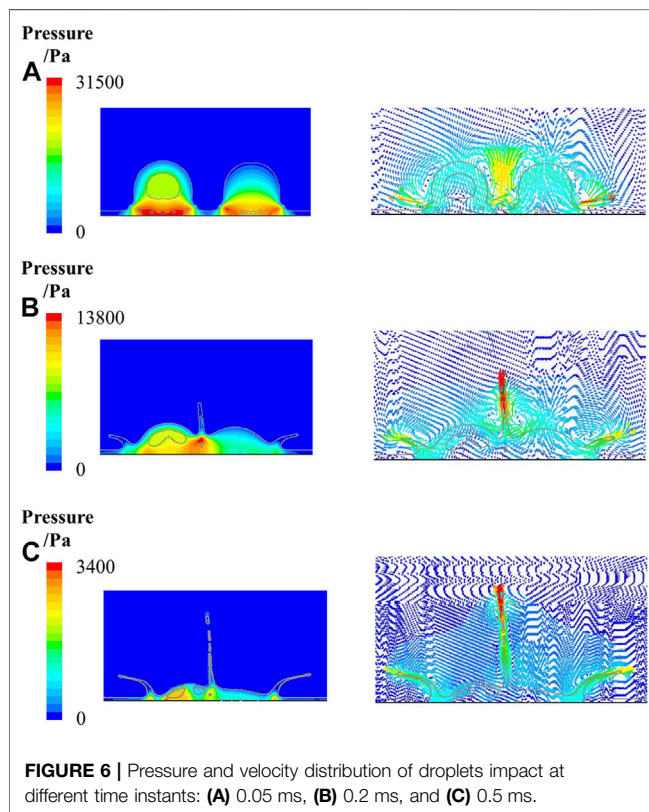 Pressure
/Pa
A
31500
0
Pressure
/Pa
B
13800
0
Pressure
/Pa
C
3400
0
FIGURE 6 | Pressure and velocity distribution of droplets impact at
different time instants: (A) 0.05 ms, (B) 0.2 ms, and (C) 0.5 ms.